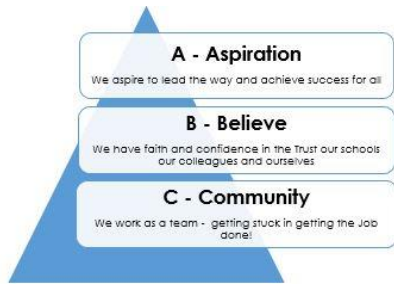 A - Aspiration
We aspire to lead the way and achieve success for all
B - Believe
We have faith and confidence in the Trust our schools
our colleagues and ourselves
C - Community
We work as a team - getting stuck in getting the Job
done!